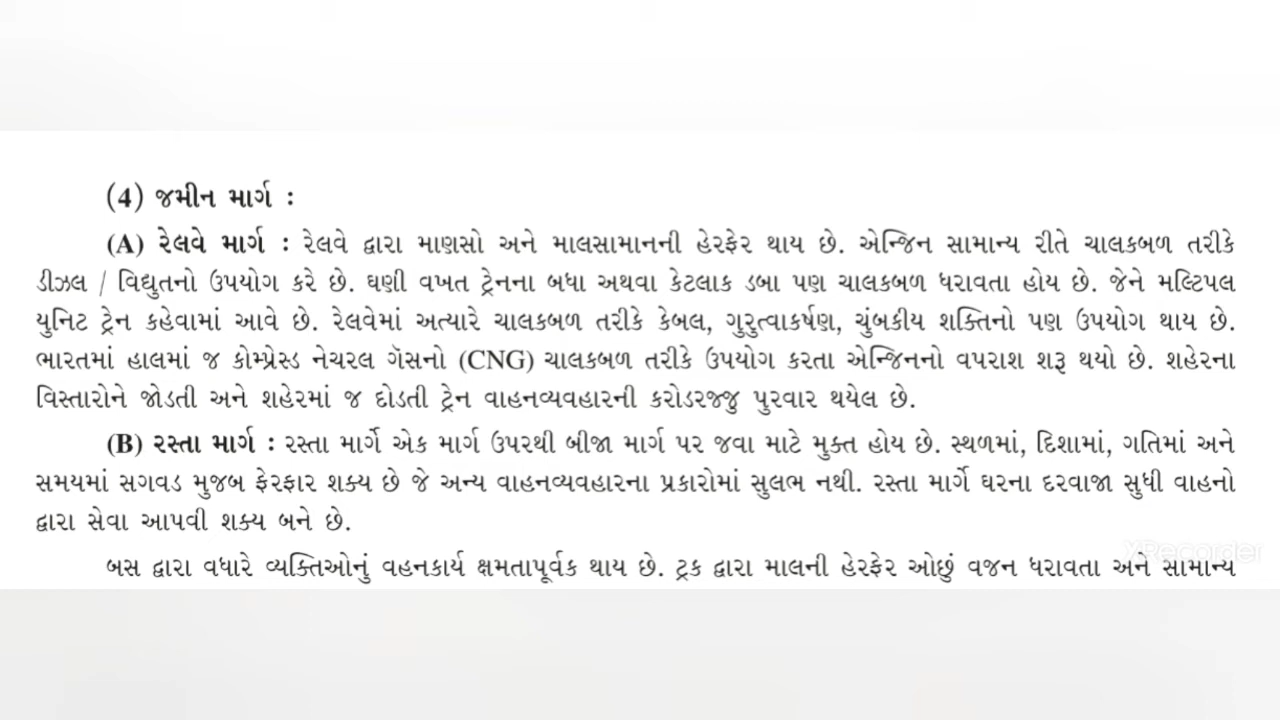 (4) જમીન માર્ગ :
(A) રેલવે માર્ગ : રેલવે દ્વારા માણસો અને માલસામાનની હેરફેર થાય છે. એન્જિન સામાન્ય રીતે ચાલકબળ તરીકે
ડીઝલ / વિદ્યુતનો ઉપયોગ કરે છે. ઘણી વખત ટ્રેનના બધા અથવા કેટલાક ડબા પણ ચાલકબળ ધરાવતા હોય છે. જેને મલ્ટિપલ
યુનિટ ટ્રેન કહેવામાં આવે છે. રેલવેમાં અત્યારે ચાલકબળ તરીકે કેબલ, ગુરુત્વાકર્ષણ, ચુંબકીય શક્તિનો પણ ઉપયોગ થાય છે.
ભારતમાં હાલમાં જ કોમ્પ્રેસ્ડ નેચરલ ગૅસનો (CNG) ચાલકબળ તરીકે ઉપયોગ કરતા એન્જિનનો વપરાશ શરૂ થયો છે. શહેરના
વિસ્તારોને જોડતી અને શહેરમાં જ દોડતી ટ્રેન વાહનવ્યવહારની કરોડરજ્જુ પુરવાર થયેલ છે.
(B) રસ્તા માર્ગ : રસ્તા માર્ગે એક માર્ગ ઉપરથી બીજા માર્ગ પર જવા માટે મુક્ત હોય છે. સ્થળમાં, દિશામાં, ગતિમાં અને
સમયમાં સગવડ મુજબ ફેરફાર શક્ય છે જે અન્ય વાહનવ્યવહારના પ્રકારોમાં સુલભ નથી. રસ્તા માર્ગે ઘરના દરવાજા સુધી વાહનો
દ્વારા સેવા આપવી શક્ય બને છે.
XRecorder
બસ દ્વારા વધારે વ્યક્તિઓનું વહનકાર્ય ક્ષમતાપૂર્વક થાય છે. ટ્રક દ્વારા માલની હેરફેર ઓછું વજન ધરાવતા અને સામાન્ય